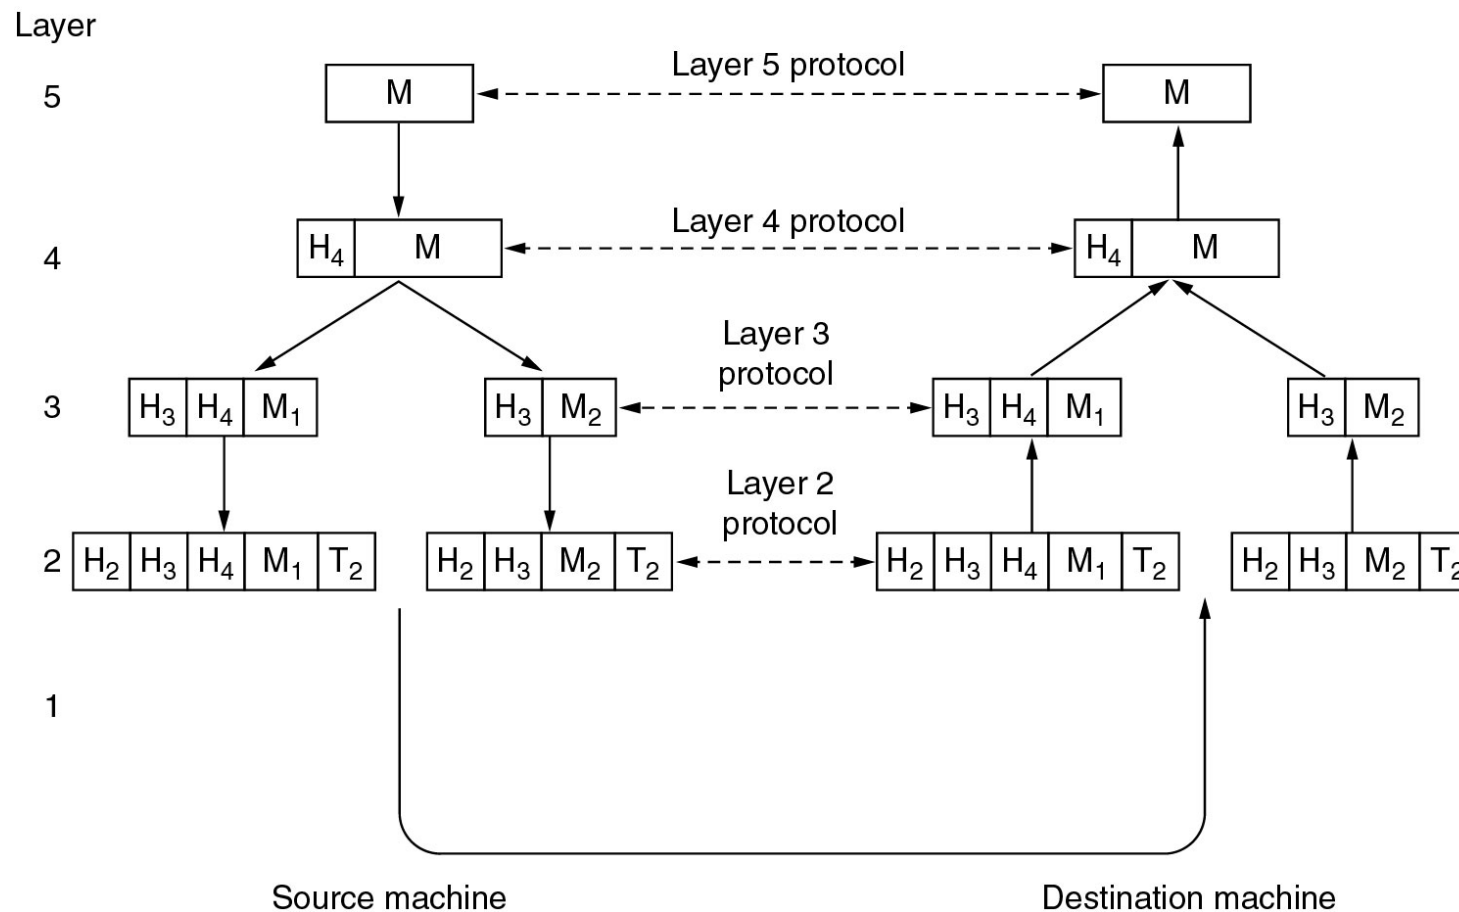 Layer
Layer 5 protocol
5 M M
Layer 4 protocol
4 H₄ M H₄ M
Layer 3
protocol
3 H₃ H₄ M₁ H₃ M₂ H₃ H₄ M₁ H₃ M₂
Layer 2
protocol
2 H₂ H₃ H₄ M₁ T₂ H₂ H₃ M₂ T₂ H₂ H₃ H₄ M₁ T₂ H₂ H₃ M₂ T₂
1
Source machine Destination machine